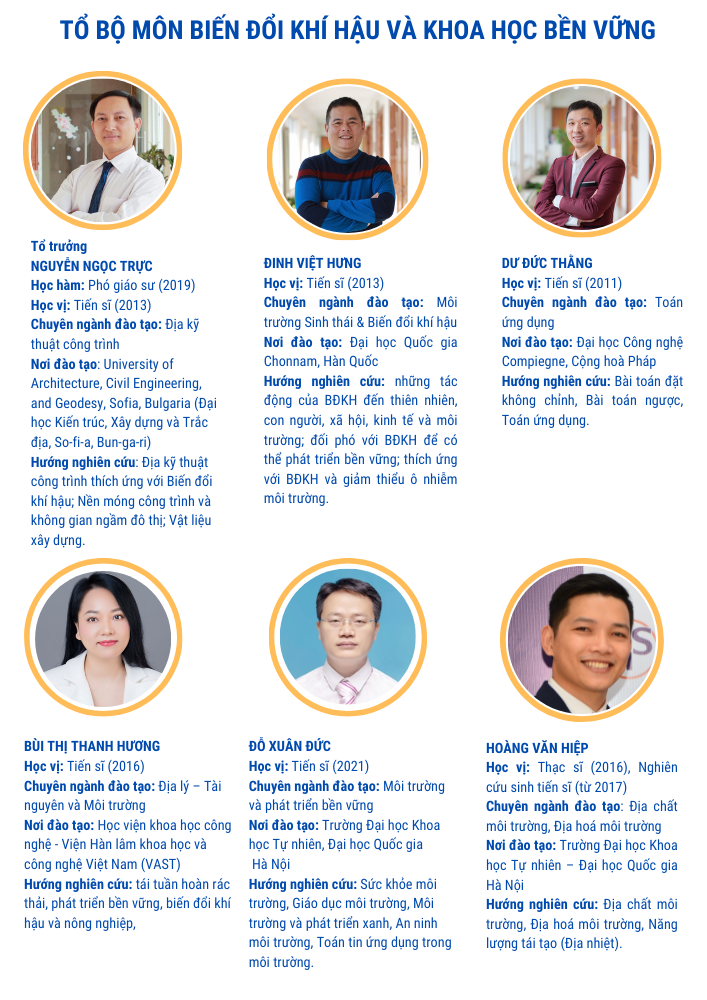 TỔ BỘ MÔN BIẾN ĐỔI KHÍ HẬU VÀ KHOA HỌC BỀN VỮNG
Tổ trưởng
NGUYỄN NGỌC TRỰC
Học hàm: Phó giáo sư (2019)
Học vị: Tiến sĩ (2013)
Chuyên ngành đào tạo: Địa kỹ
thuật công trình
Nơi đào tạo: University of
Architecture, Civil Engineering,
and Geodesy, Sofia, Bulgaria (Đại
học Kiến trúc, Xây dựng và Trắc
địa, So-fi-a, Bun-ga-ri)
Hướng nghiên cứu: Địa kỹ thuật
công trình thích ứng với Biến đổi
khí hậu; Nền móng công trình và
không gian ngầm đô thị; Vật liệu
xây dựng.
ĐINH VIỆT HƯNG
Học vị: Tiến sĩ (2013)
Chuyên ngành đào tạo: Môi
trường Sinh thái & Biến đổi khí hậu
Nơi đào tạo: Đại học Quốc gia
Chonnam, Hàn Quốc
Hướng nghiên cứu: những tác
động của BĐKH đến thiên nhiên,
con người, xã hội, kinh tế và môi
trường; đối phó với BĐKH để có
thể phát triển bền vững; thích ứng
với BĐKH và giảm thiểu ô nhiễm
môi trường.
DƯ ĐỨC THẮNG
Học vị: Tiến sĩ (2011)
Chuyên ngành đào tạo: Toán
ứng dụng
Nơi đào tạo: Đại học Công nghệ
Compiegne, Cộng hoà Pháp
Hướng nghiên cứu: Bài toán đặt
không chỉnh, Bài toán ngược,
Toán ứng dụng.
BÙI THỊ THANH HƯƠNG
Học vị: Tiến sĩ (2016)
Chuyên ngành đào tạo: Địa lý – Tài
nguyên và Môi trường
Nơi đào tạo: Học viện khoa học công
nghệ - Viện Hàn lâm khoa học và
công nghệ Việt Nam (VAST)
Hướng nghiên cứu: tái tuần hoàn rác
thải, phát triển bền vững, biến đổi khí
hậu và nông nghiệp,
ĐỖ XUÂN ĐỨC
Học vị: Tiến sĩ (2021)
Chuyên ngành đào tạo: Môi trường
và phát triển bền vững
Nơi đào tạo: Trường Đại học Khoa
học Tự nhiên, Đại học Quốc gia
Hà Nội
Hướng nghiên cứu: Sức khỏe môi
trường, Giáo dục môi trường, Môi
trường và phát triển xanh, An ninh
môi trường, Toán tin ứng dụng trong
môi trường.
S
HOÀNG VĂN HIỆP
Học vị: Thạc sĩ (2016), Nghiên
cứu sinh tiến sĩ (từ 2017)
Chuyên ngành đào tạo: Địa chất
môi trường, Địa hoá môi trường
Nơi đào tạo: Trường Đại học Khoa
học Tự nhiên – Đại học Quốc gia
Hà Nội
Hướng nghiên cứu: Địa chất môi
trường, Địa hoá môi trường, Năng
lượng tái tạo (Địa nhiệt).